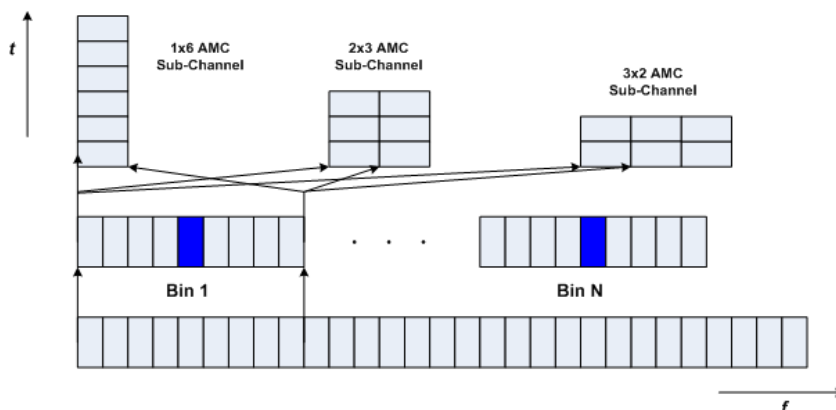 t
1x6 AMC
Sub-Channel
2x3 AMC
Sub-Channel
3x2 AMC
Sub-Channel
. . .
Bin 1
Bin N
f